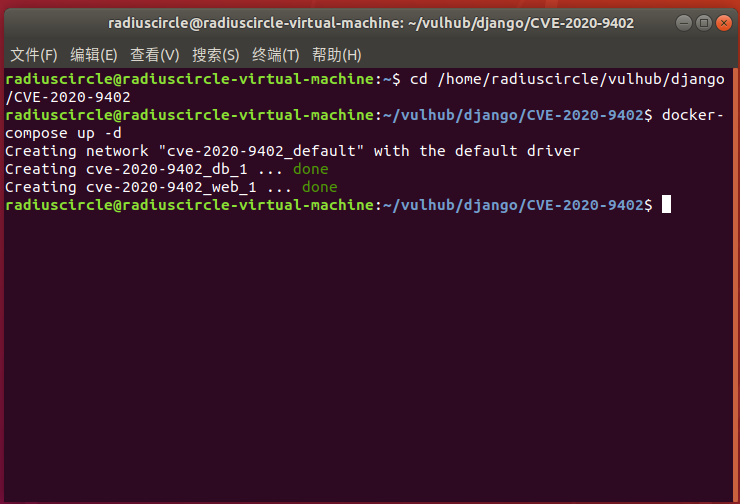 radiuscircle@radiuscircle-virtual-machine: ~/vulhub/django/CVE-2020-9402
文件(F) 编辑(E) 查看(V) 搜索(S) 终端(T) 帮助(H)
radiuscircle@radiuscircle-virtual-machine:~$ cd /home/radiuscircle/vulhub/django
/CVE-2020-9402
radiuscircle@radiuscircle-virtual-machine:~/vulhub/django/CVE-2020-9402$ docker-
compose up -d
Creating network "cve-2020-9402_default" with the default driver
Creating cve-2020-9402_db_1 ... done
Creating cve-2020-9402_web_1 ... done
radiuscircle@radiuscircle-virtual-machine:~/vulhub/django/CVE-2020-9402$